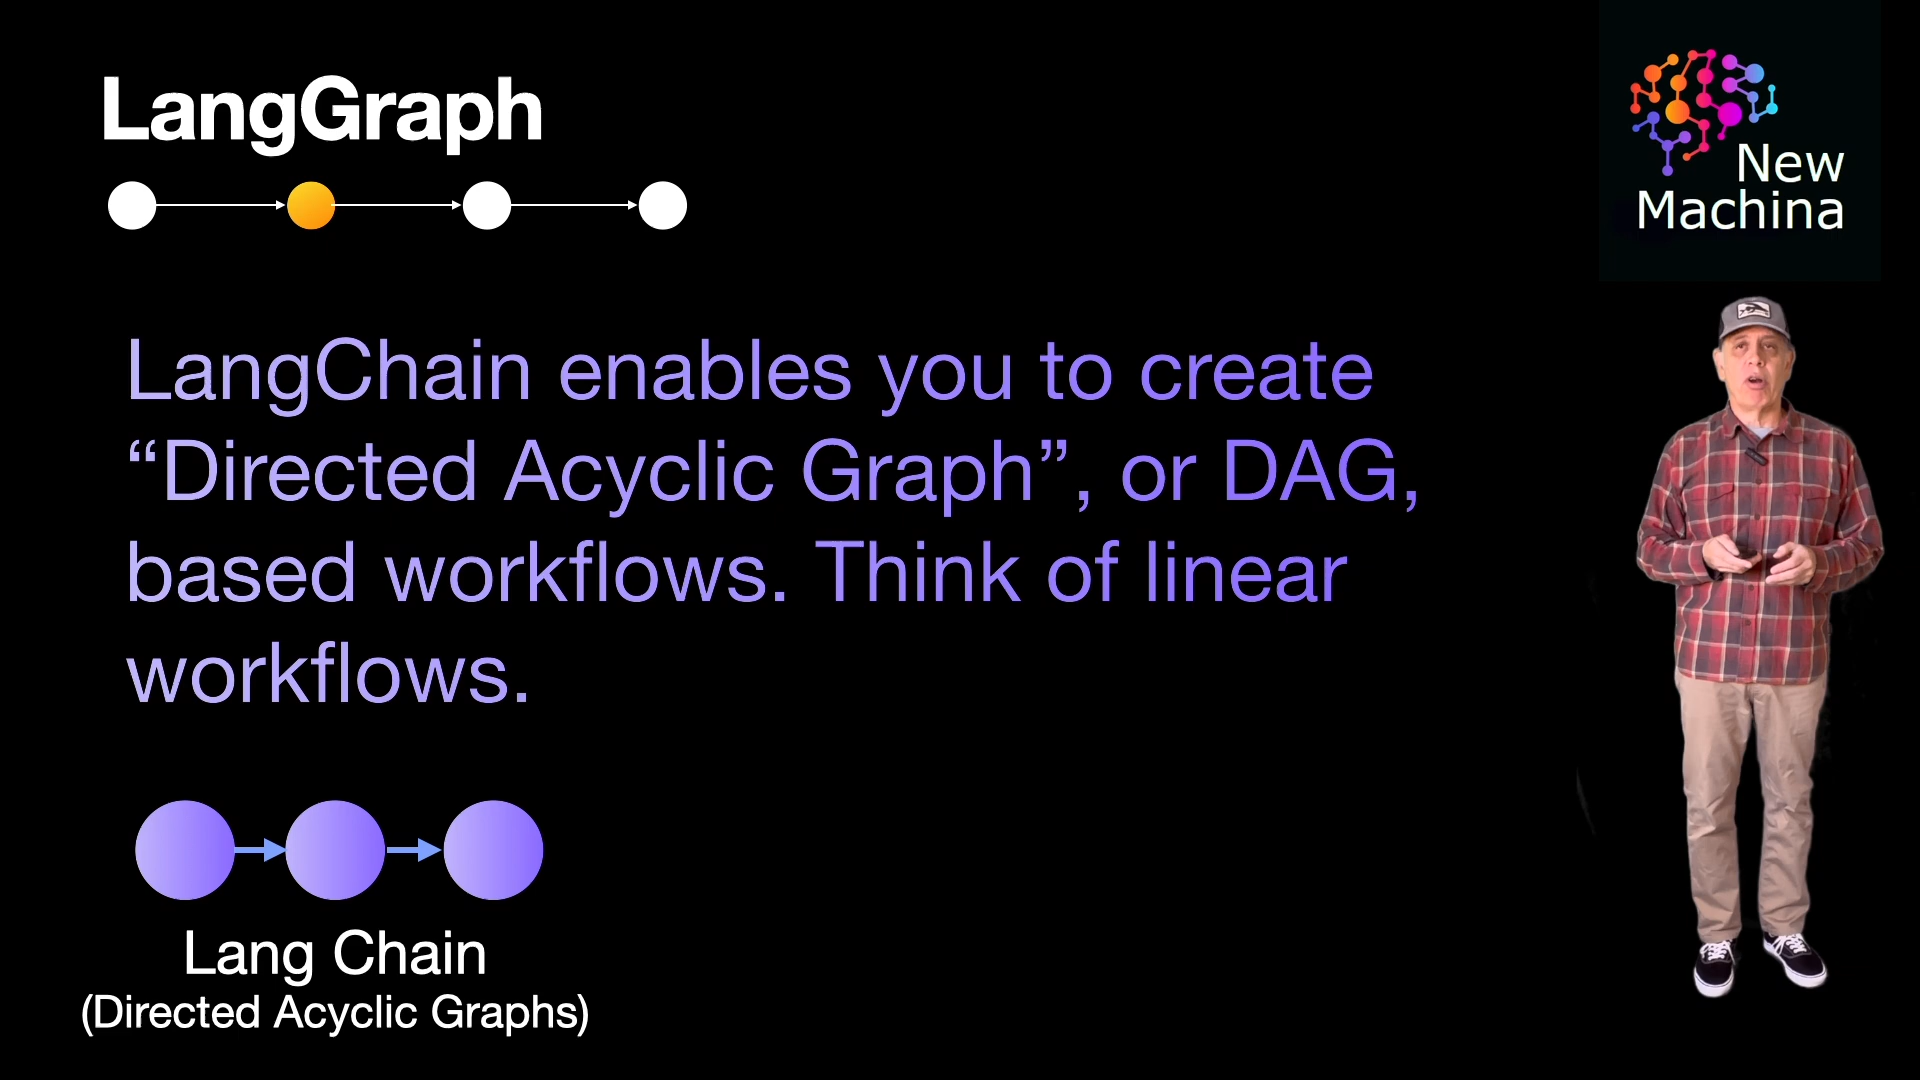 LangGraph
New
Machina
LangChain enables you to create
“Directed Acyclic Graph”, or DAG,
based workflows. Think of linear
workflows.
Lang Chain
(Directed Acyclic Graphs)